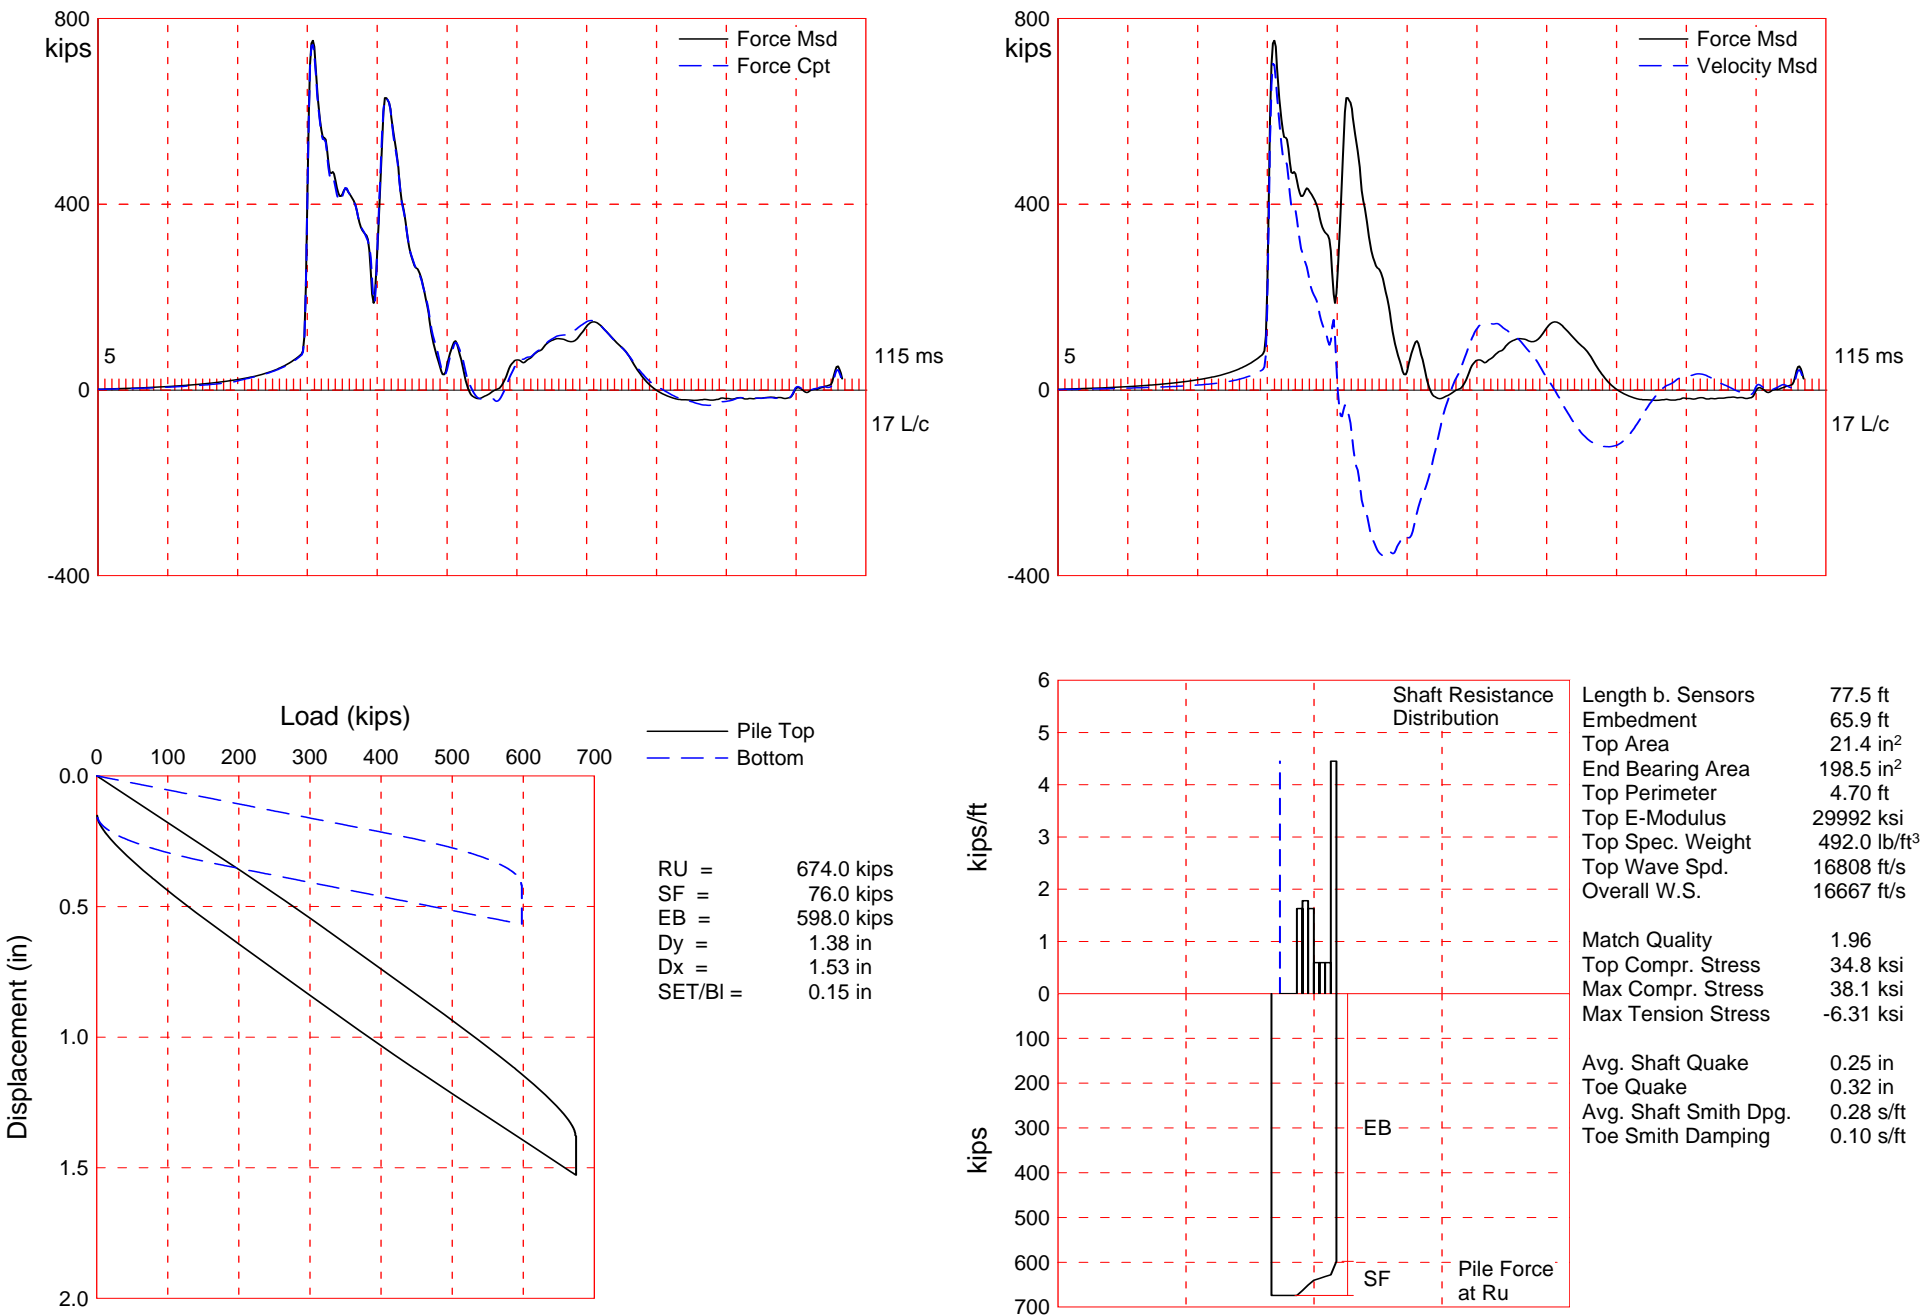 800
kips
400
0
-400
5
115 ms
17 L/c
Force Msd
Force Cpt
800
kips
400
0
-400
5
115 ms
17 L/c
Force Msd
Velocity Msd
Load (kips)
0 100 200 300 400 500 600 700
0.0
0.5
1.0
1.5
2.0
Displacement (in)
Pile Top
Bottom
RU = 674.0 kips
SF = 76.0 kips
EB = 598.0 kips
Dy = 1.38 in
Dx = 1.53 in
SET/Bl = 0.15 in
6
5
4
3
2
1
0
100
200
300
400
500
600
700
kips/ft
kips
Shaft Resistance
Distribution
EB
SF
Pile Force
at Ru
Length b. Sensors 77.5 ft
Embedment 65.9 ft
Top Area 21.4 in²
End Bearing Area 198.5 in²
Top Perimeter 4.70 ft
Top E-Modulus 29992 ksi
Top Spec. Weight 492.0 lb/ft³
Top Wave Spd. 16808 ft/s
Overall W.S. 16667 ft/s
Match Quality 1.96
Top Compr. Stress 34.8 ksi
Max Compr. Stress 38.1 ksi
Max Tension Stress -6.31 ksi
Avg. Shaft Quake 0.25 in
Toe Quake 0.32 in
Avg. Shaft Smith Dpg. 0.28 s/ft
Toe Smith Damping 0.10 s/ft